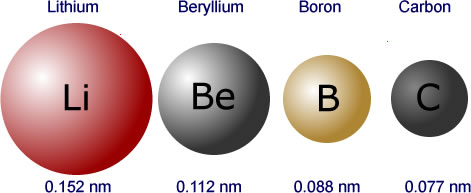 Lithium Beryllium Boron Carbon
Li Be B C
0.152 nm 0.112 nm 0.088 nm 0.077 nm